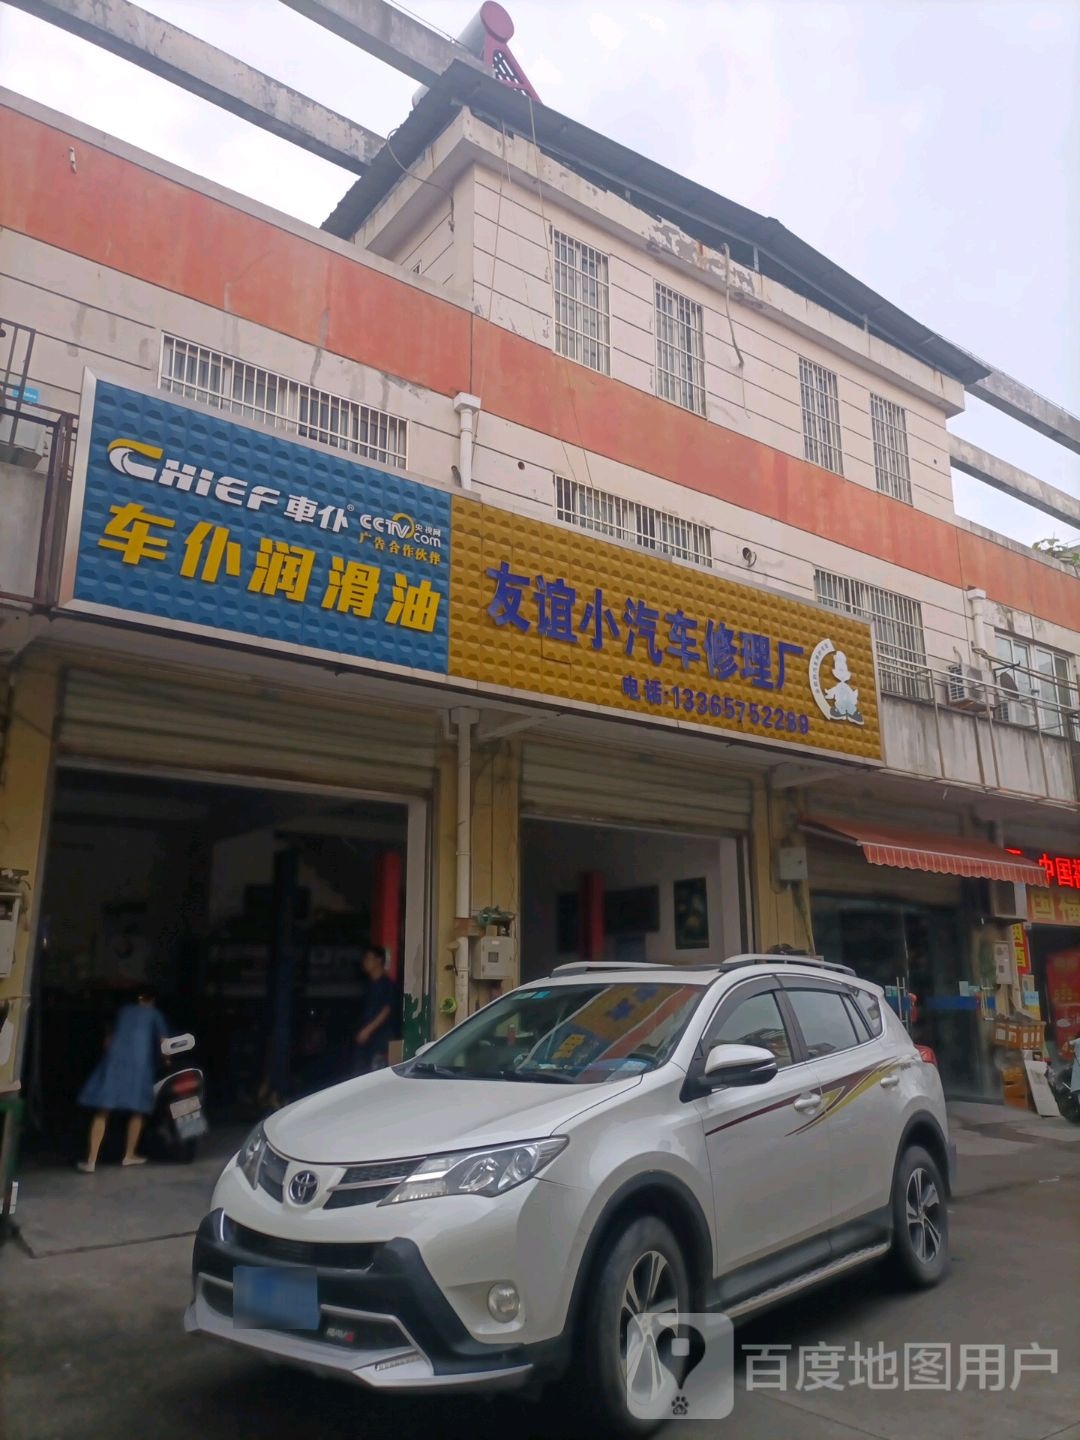 CHIEF車仆®
CCTV.com 央视网
广告合作伙伴
车仆润滑油
友谊小汽车修理厂
电话:13365752289
中国福
百度地图用户